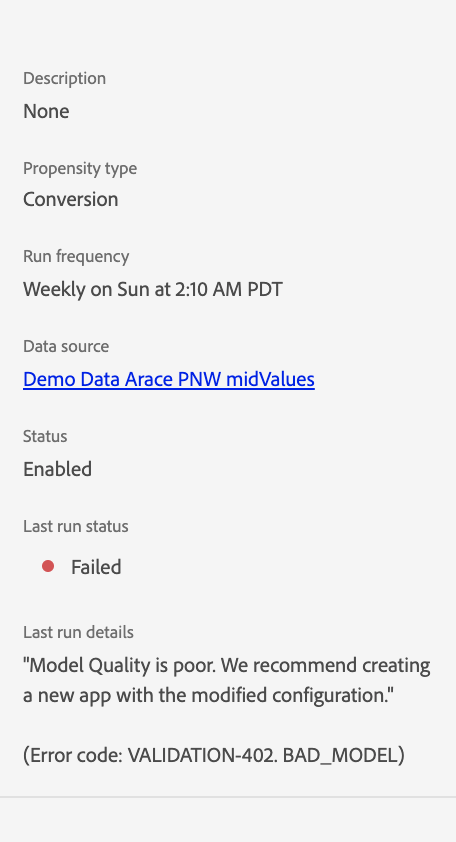 Description
None
Propensity type
Conversion
Run frequency
Weekly on Sun at 2:10 AM PDT
Data source
Demo Data Arace PNW midValues
Status
Enabled
Last run status
Failed
Last run details
"Model Quality is poor. We recommend creating
a new app with the modified configuration."
(Error code: VALIDATION-402. BAD_MODEL)